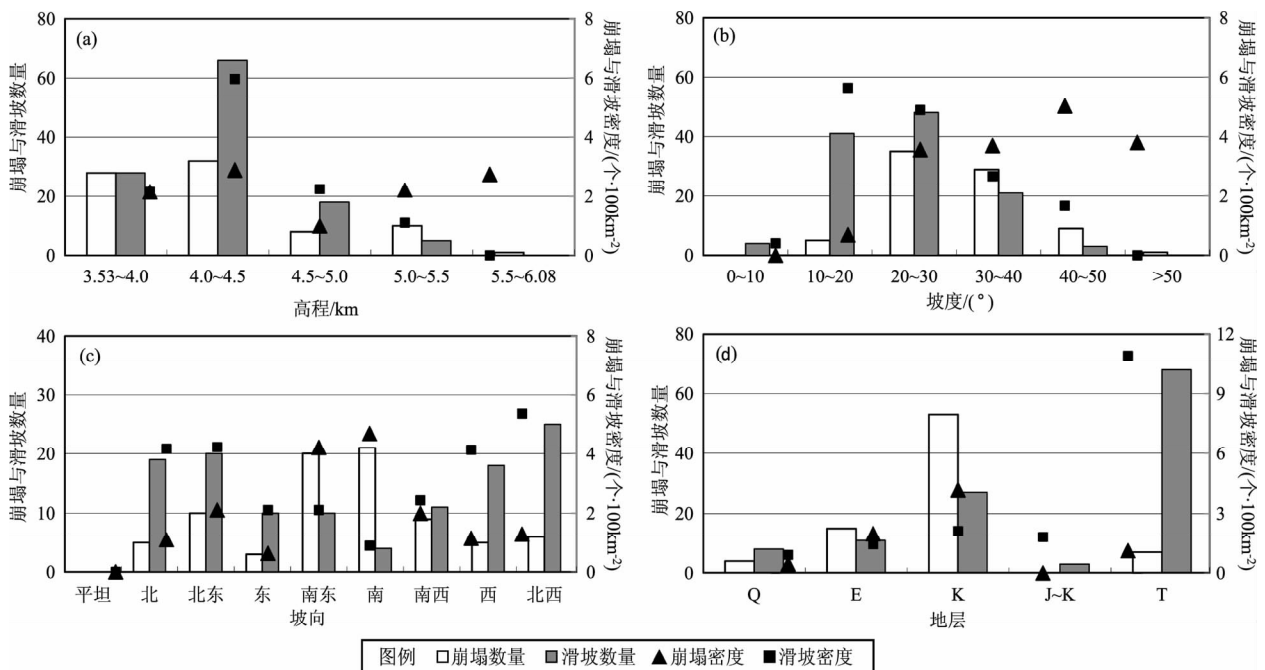 (a)
80
60
40
20
0
崩塌与滑坡数量
8
6
4
2
0
崩塌与滑坡密度/(个·100km⁻²)
3.53~4.0 4.0~4.5 4.5~5.0 5.0~5.5 5.5~6.08
高程/km
(b)
80
60
40
20
0
崩塌与滑坡数量
8
6
4
2
0
崩塌与滑坡密度/(个·100km⁻²)
0~10 10~20 20~30 30~40 40~50 >50
坡度/(°)
(c)
40
30
20
10
0
崩塌与滑坡数量
8
6
4
2
0
崩塌与滑坡密度/(个·100km⁻²)
平坦 北 北东 东 南东 南 南西 西 北西
坡向
(d)
80
60
40
20
0
崩塌与滑坡数量
12
9
6
3
0
崩塌与滑坡密度/(个·100km⁻²)
Q E K J~K T
地层
图例 崩塌数量 滑坡数量 崩塌密度 滑坡密度